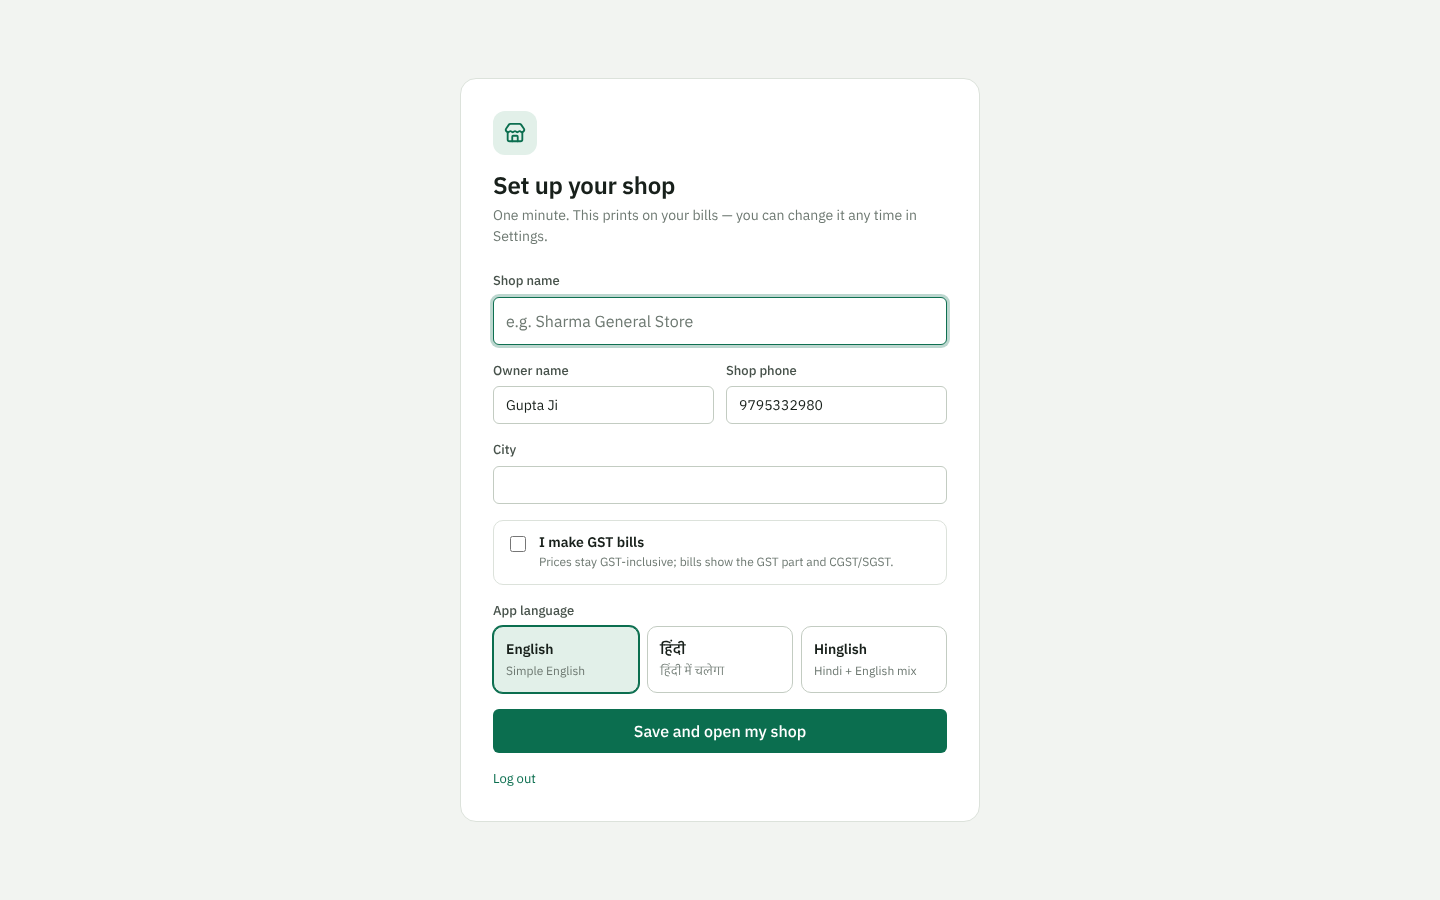 Set up your shop
One minute. This prints on your bills — you can change it any time in
Settings.
Shop name
e.g. Sharma General Store
Owner name
Shop phone
Gupta Ji
9795332980
City
I make GST bills
Prices stay GST-inclusive; bills show the GST part and CGST/SGST.
App language
English
Simple English
हिंदी
हिंदी में चलेगा
Hinglish
Hindi + English mix
Save and open my shop
Log out